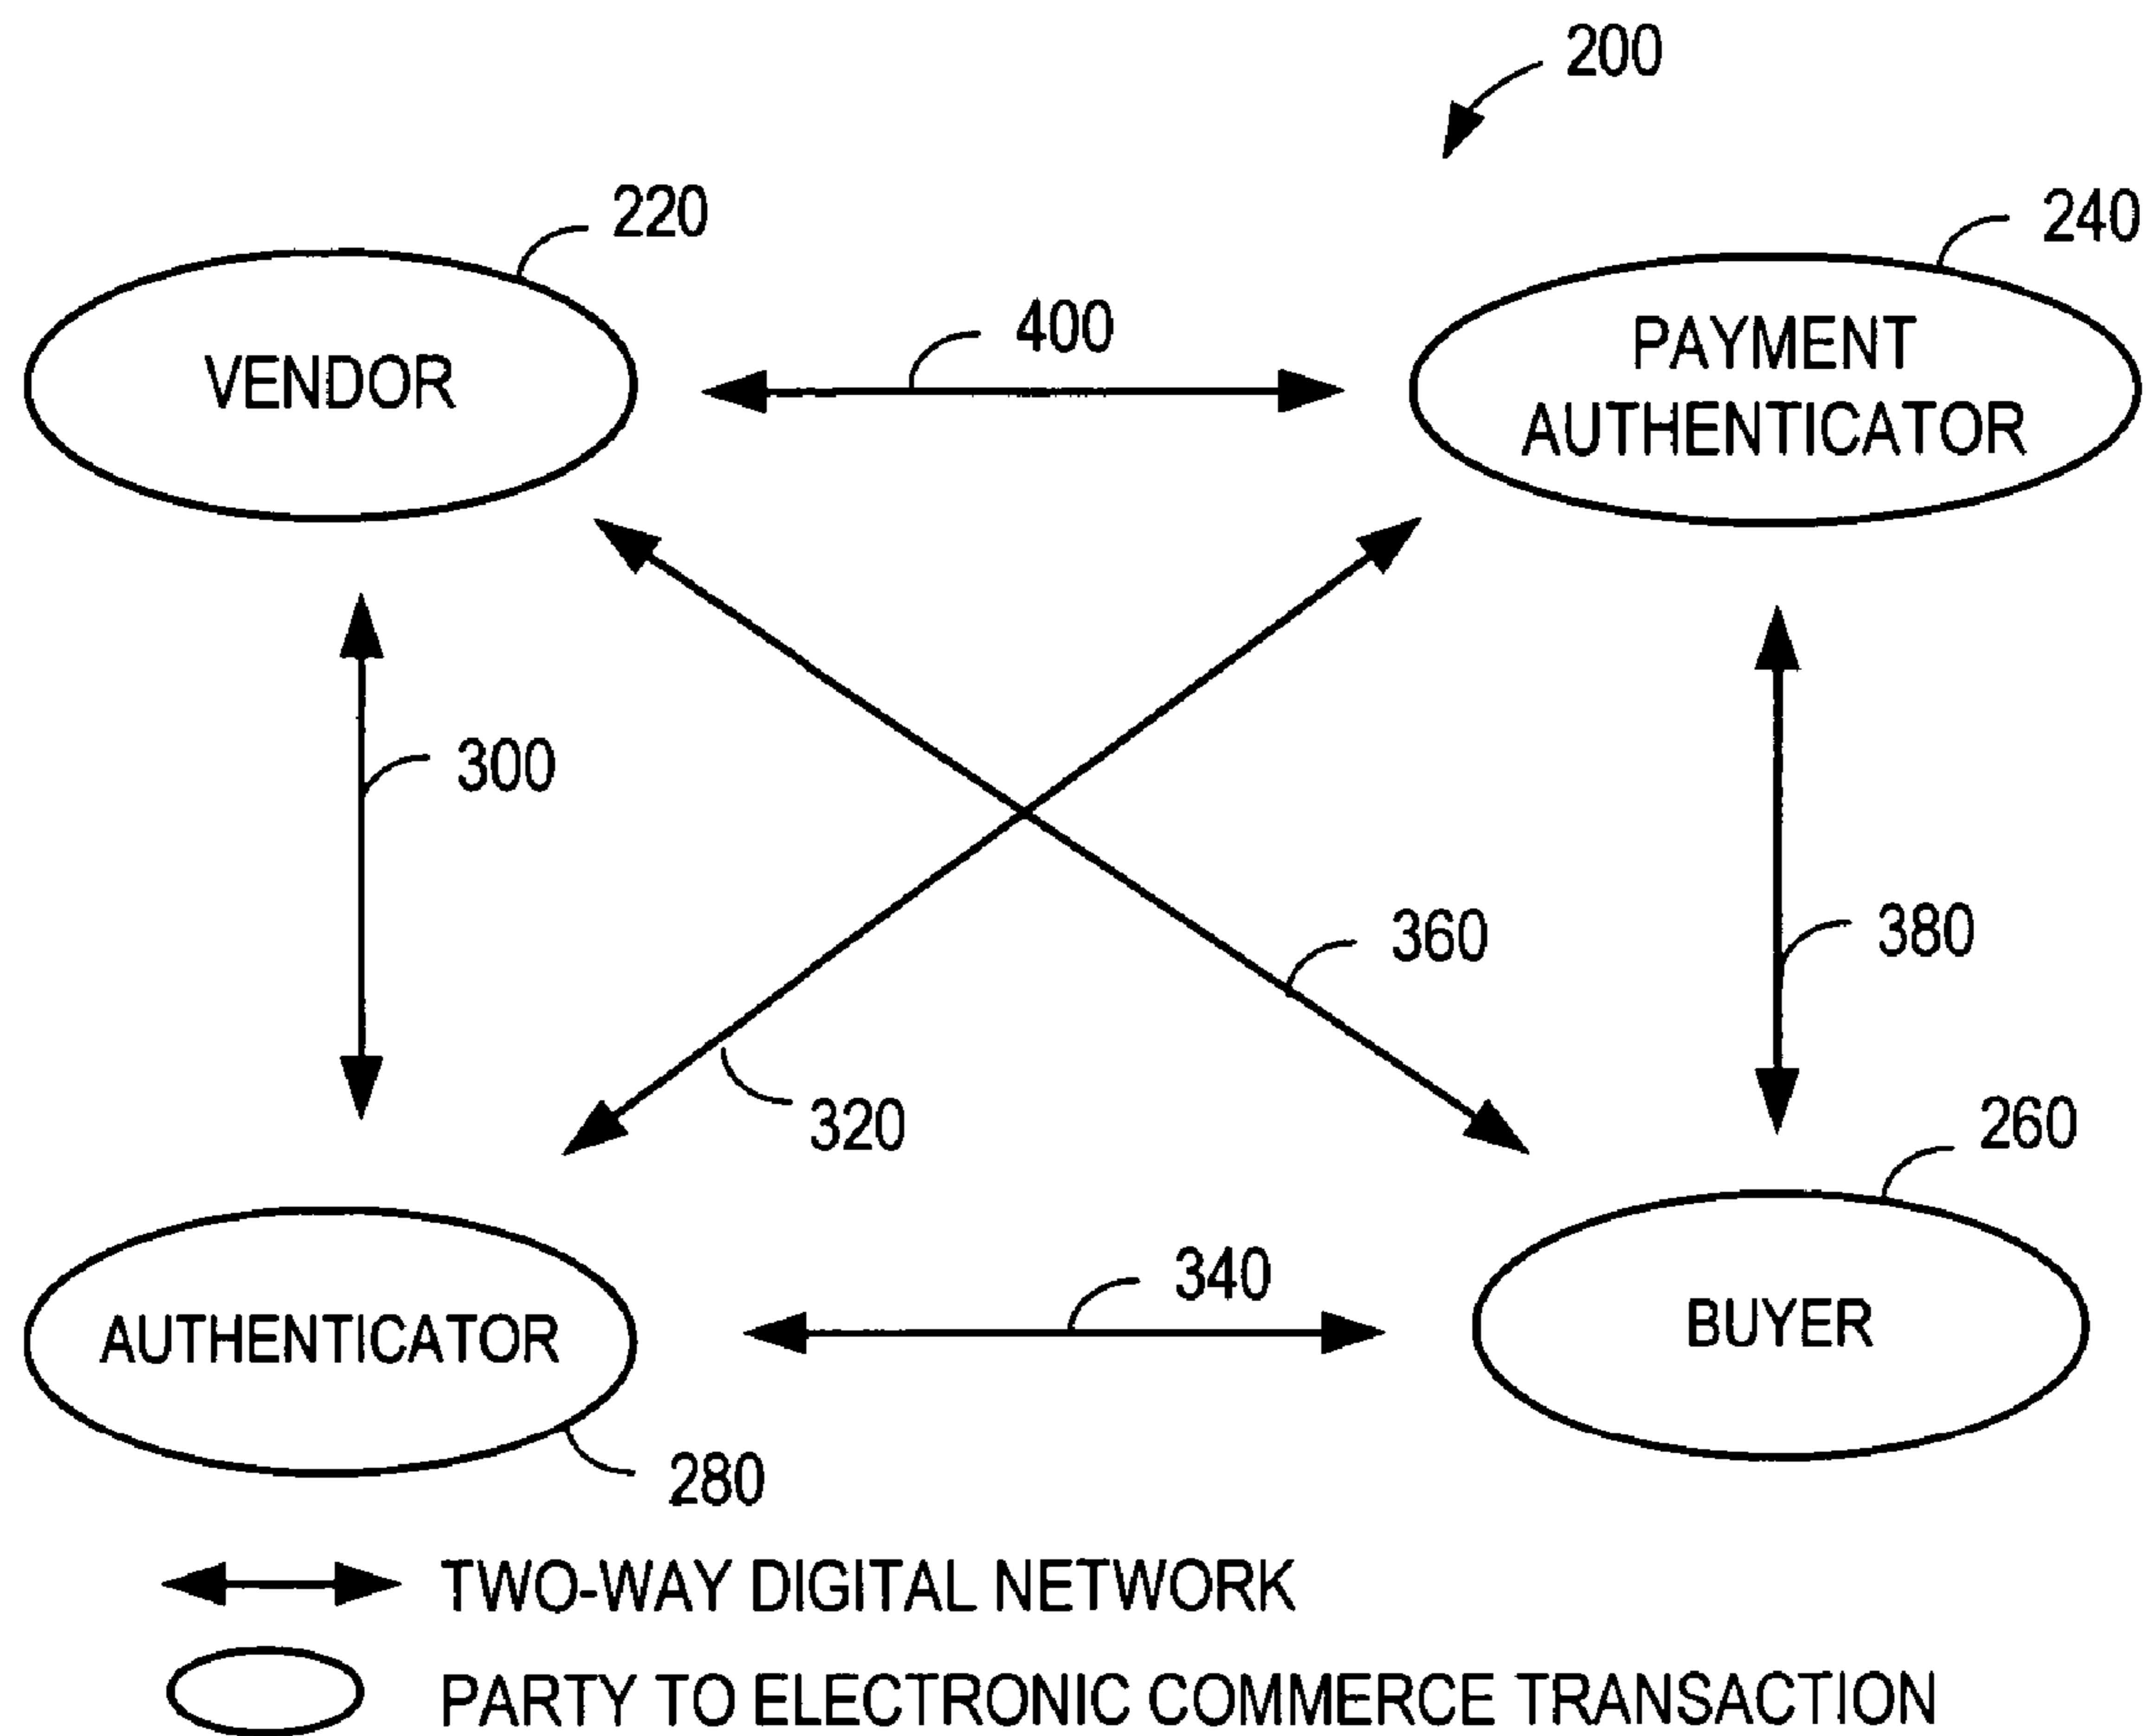 200
220
240
VENDOR
400
PAYMENT
AUTHENTICATOR
300
360
380
320
260
AUTHENTICATOR
340
BUYER
280
TWO-WAY DIGITAL NETWORK
PARTY TO ELECTRONIC COMMERCE TRANSACTION